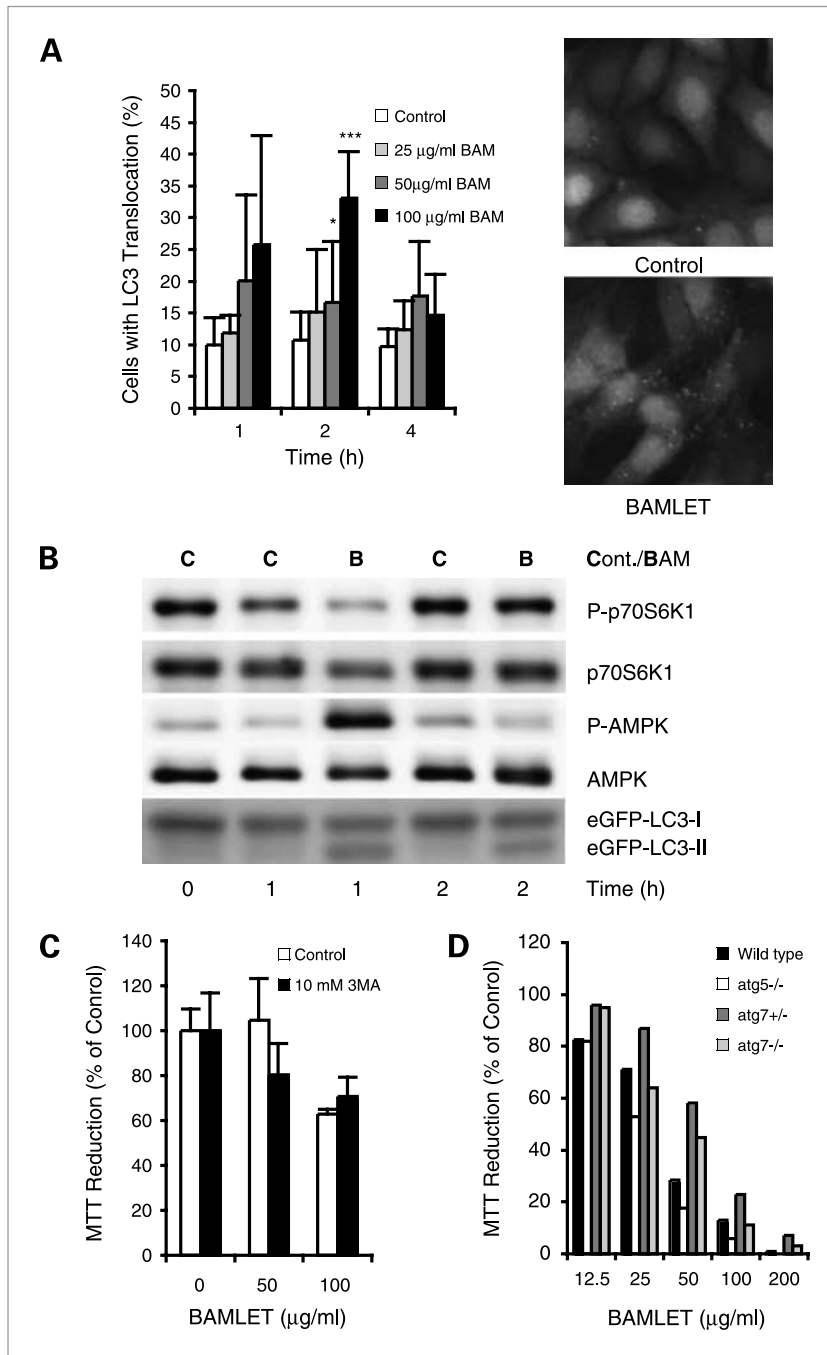 A
Cells with LC3 Translocation (%)
50
45
40
35
30
25
20
15
10
5
0
Control
25 µg/ml BAM
50µg/ml BAM
100 µg/ml BAM
*
***
1 2 4
Time (h)
Control
BAMLET
B
C C B C B Cont./BAM
P-p70S6K1
p70S6K1
P-AMPK
AMPK
eGFP-LC3-I
eGFP-LC3-II
0 1 1 2 2 Time (h)
C
MTT Reduction (% of Conrol)
140
120
100
80
60
40
20
0
Control
10 mM 3MA
0 50 100
BAMLET (µg/ml)
D
MTT Reduction (% of Conrol)
120
100
80
60
40
20
0
Wild type
atg5-/-
atg7+/-
atg7-/-
12.5 25 50 100 200
BAMLET (µg/ml)